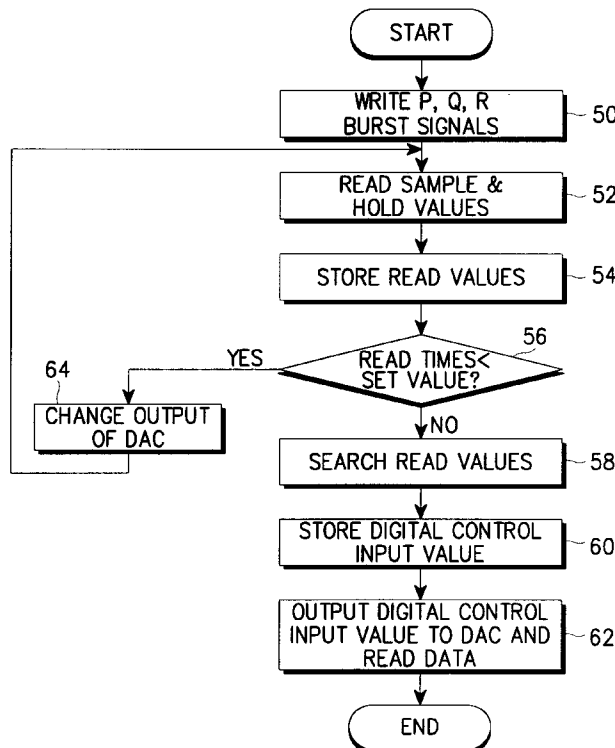 START
WRITE P, Q, R
BURST SIGNALS
50
READ SAMPLE &
HOLD VALUES
52
STORE READ VALUES
54
56
READ TIMES<
SET VALUE?
YES
64
CHANGE OUTPUT
OF DAC
NO
SEARCH READ VALUES
58
STORE DIGITAL CONTROL
INPUT VALUE
60
OUTPUT DIGITAL CONTROL
INPUT VALUE TO DAC AND
READ DATA
62
END